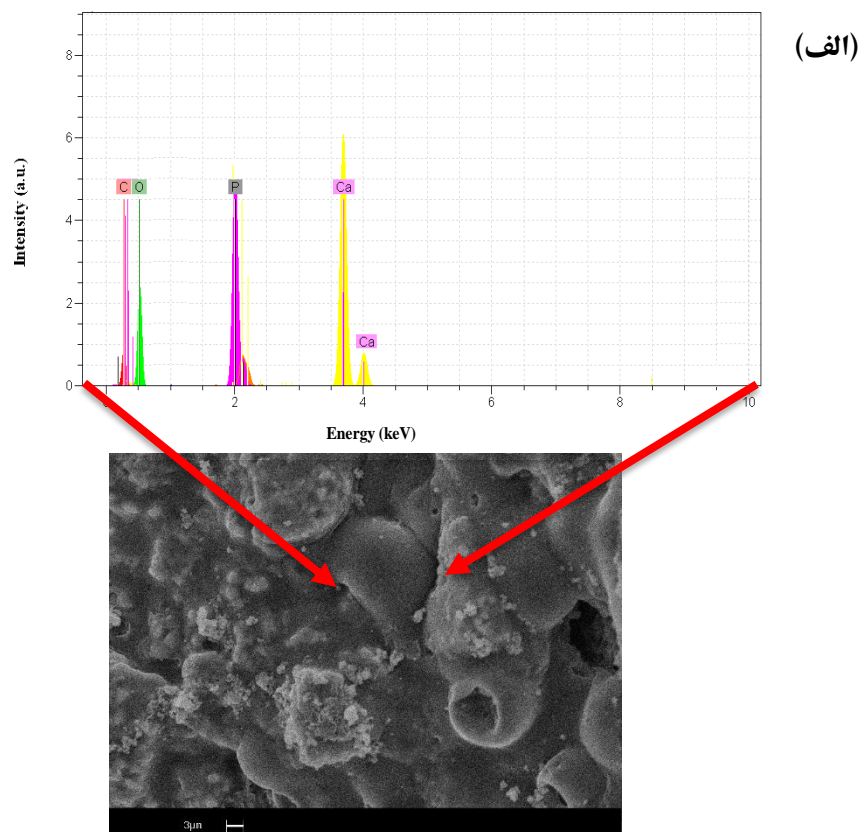 (الف)
8
6
4
2
0
Intensity (a.u.)
C O P Ca
Ca
0 2 4 6 8 10
Energy (keV)
3µm